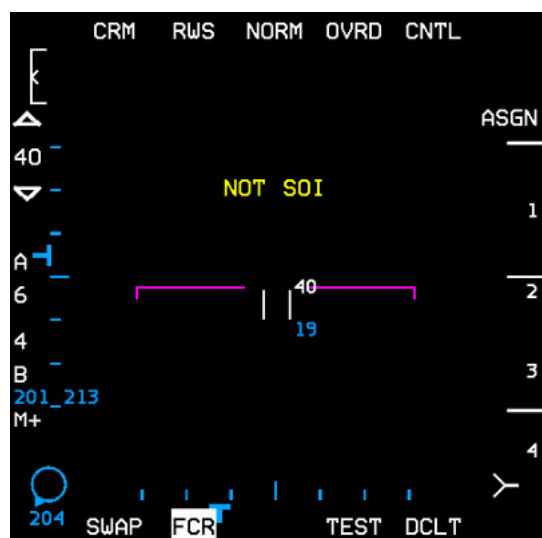 CRM RWS NORM OVRD CNTL
ASGN
40
NOT SOI
1
A
6
40
2
19
4
B
3
201_213
M+
4
204
SWAP FCR TEST DCLT